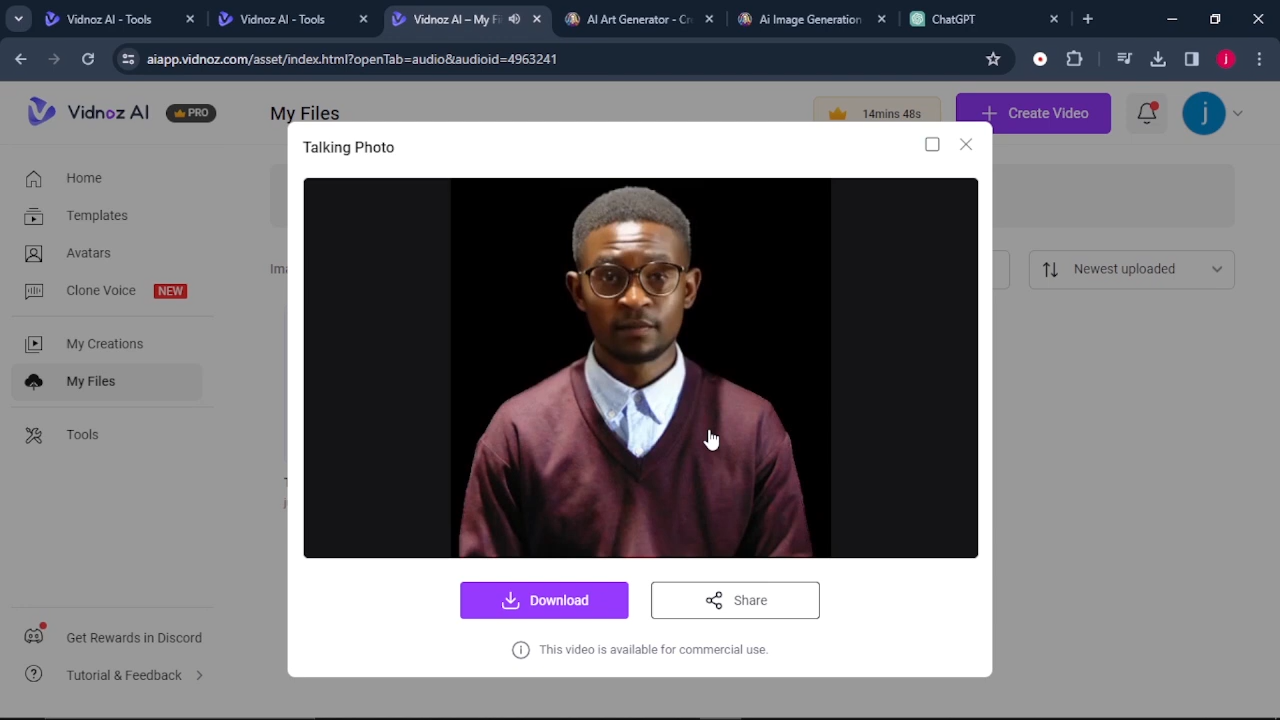 Vidnoz AI - Tools
Vidnoz AI - Tools
Vidnoz AI – My Fi
AI Art Generator - Cr
Ai Image Generation
ChatGPT
aiapp.vidnoz.com/asset/index.html?openTab=audio&audioid=4963241
j
Vidnoz AI
PRO
My Files
14mins 48s
Create Video
j
Home
Templates
Avatars
Clone Voice
NEW
My Creations
My Files
Tools
Get Rewards in Discord
Tutorial & Feedback
Newest uploaded
Talking Photo
Download
Share
This video is available for commercial use.